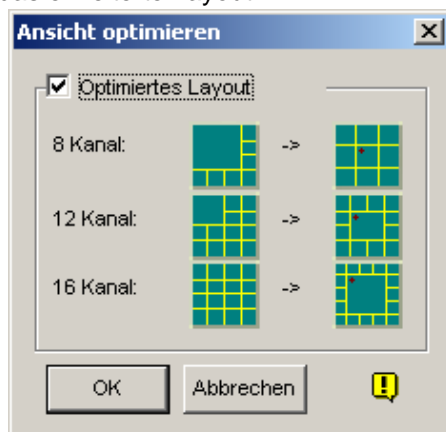 Ansicht optimieren
Optimiertes Layout
8 Kanal: ->
12 Kanal: ->
16 Kanal: ->
OK Abbrechen